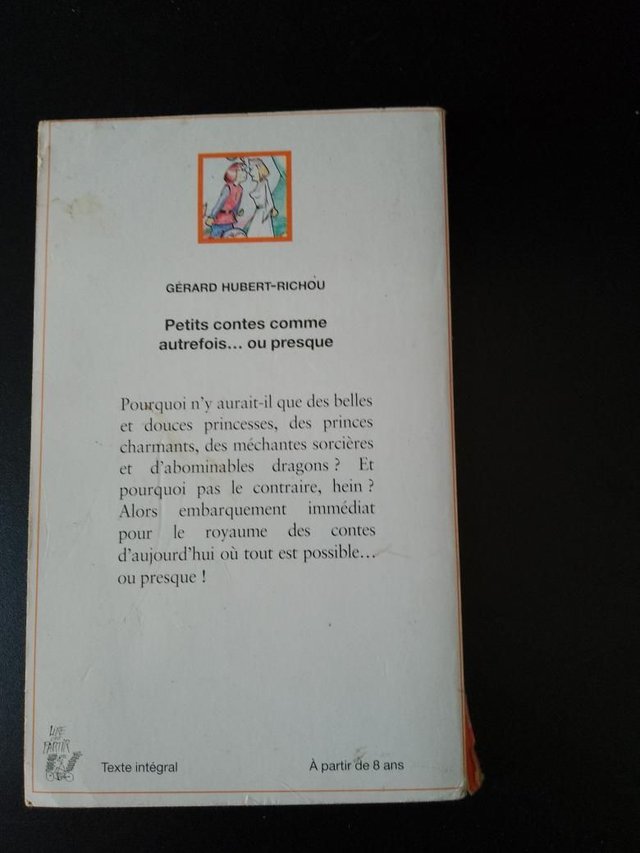 GÉRARD HUBERT-RICHOU
Petits contes comme
autrefois... ou presque
Pourquoi n'y aurait-il que des belles
et douces princesses, des princes
charmants, des méchantes sorcières
et d'abominables dragons ? Et
pourquoi pas le contraire, hein ?
Alors embarquement immédiat
pour le royaume des contes
d'aujourd'hui où tout est possible...
ou presque !
LIRE
PARTIR
Texte intégral
À partir de 8 ans